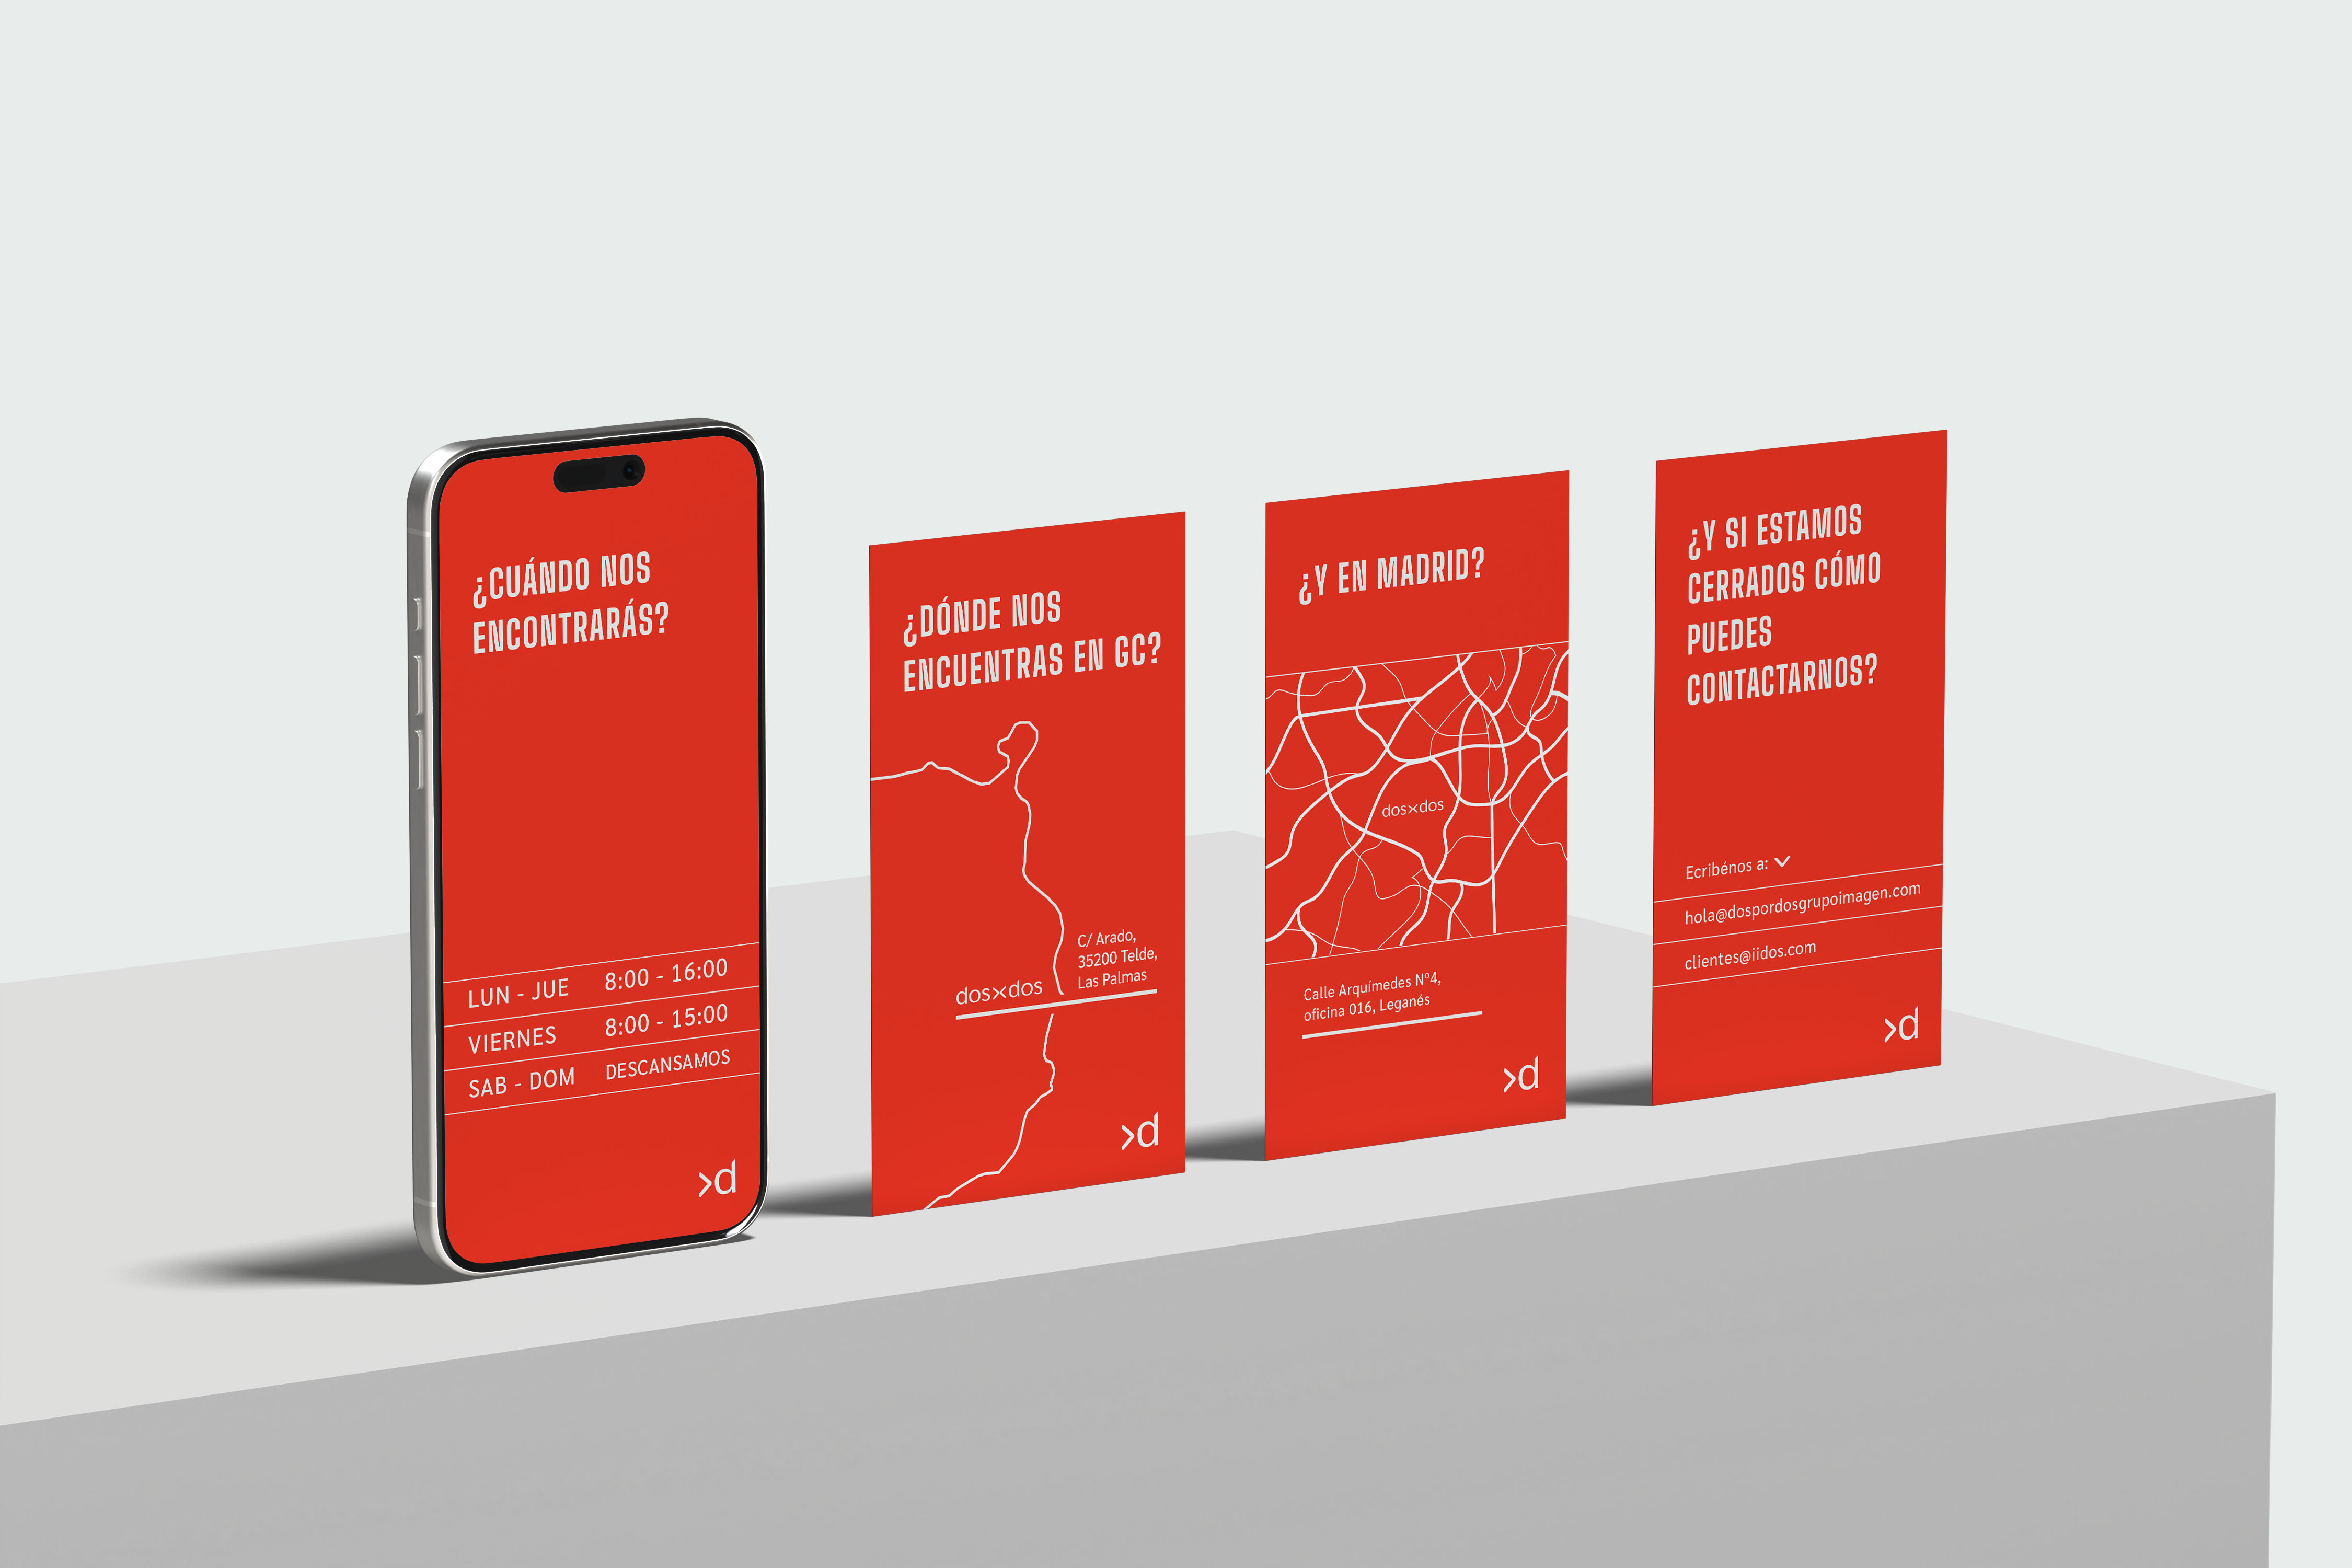 ¿CUÁNDO NOS
ENCONTRARÁS?
LUN - JUE 8:00 - 16:00
VIERNES 8:00 - 15:00
SAB - DOM DESCANSAMOS
>d
¿DÓNDE NOS
ENCUENTRAS EN GC?
C/ Arado,
35200 Telde,
Las Palmas
dos×dos
>d
¿Y EN MADRID?
dos×dos
Calle Arquímedes Nº4,
oficina 016, Leganés
>d
¿Y SI ESTAMOS
CERRADOS CÓMO
PUEDES
CONTACTARNOS?
Ecribénos a:
hola@dospordosgrupoimagen.com
clientes@iidos.com
>d